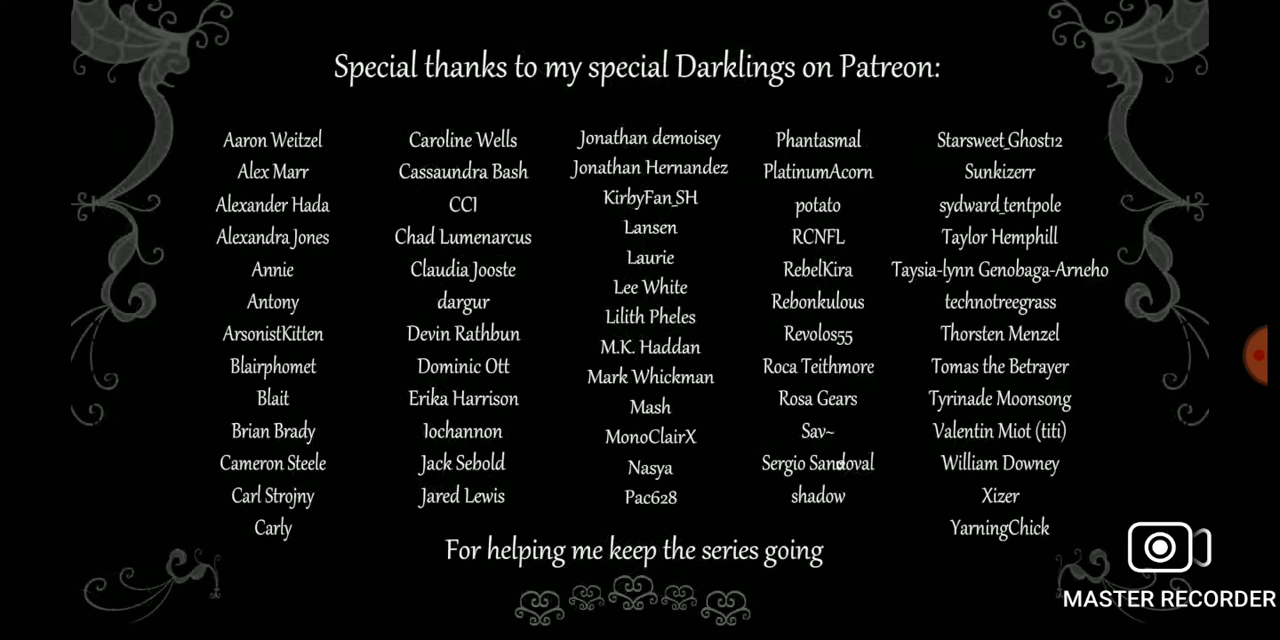 Special thanks to my special Darklings on Patreon:
Aaron Weitzel
Alex Marr
Alexander Hada
Alexandra Jones
Annie
Antony
ArsonistKitten
Blairphomet
Blait
Brian Brady
Cameron Steele
Carl Strojny
Carly
Caroline Wells
Cassaundra Bash
CCI
Chad Lumenarcus
Claudia Jooste
dargur
Devin Rathbun
Dominic Ott
Erika Harrison
Iochannon
Jack Sebold
Jared Lewis
Jonathan demoisey
Jonathan Hernandez
KirbyFan_SH
Lansen
Laurie
Lee White
Lilith Pheles
M.K. Haddan
Mark Whickman
Mash
MonoClairX
Nasya
Pac628
Phantasmal
PlatinumAcorn
potato
RCNFL
RebelKira
Rebonkulous
Revolos55
Roca Teithmore
Rosa Gears
Sav~
Sergio Sandoval
shadow
Starsweet_Ghost12
Sunkizerr
sydward_tentpole
Taylor Hemphill
Taysia-lynn Genobaga-Arneho
technotreegrass
Thorsten Menzel
Tomas the Betrayer
Tyrinade Moonsong
Valentin Miot (titi)
William Downey
Xizer
YarningChick
For helping me keep the series going
MASTER RECORDER